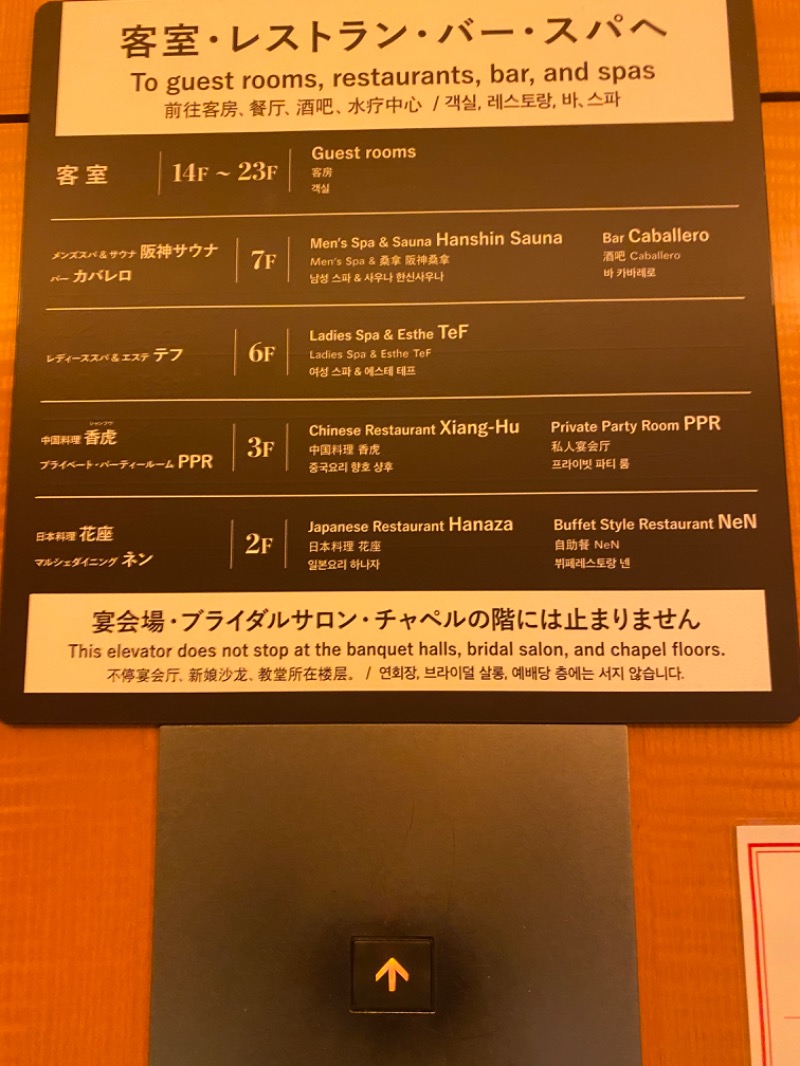 客室・レストラン・バー・スパへ
To guest rooms, restaurants, bar, and spas
前往客房、餐厅、酒吧、水疗中心 / 객실, 레스토랑, 바, 스파
客室 14F ~ 23F Guest rooms
客房
객실
メンズスパ&サウナ 阪神サウナ
バー カバレロ
7F
Men's Spa & Sauna Hanshin Sauna
Men's Spa & 桑拿 阪神桑拿
남성 스파 & 사우나 한신사우나
Bar Caballero
酒吧 Caballero
바 카바레로
レディーススパ&エステ テフ
6F
Ladies Spa & Esthe TeF
Ladies Spa & Esthe TeF
여성 스파 & 에스테 테프
シャンフウ
中国料理 香虎
プライベート・パーティールーム PPR
3F
Chinese Restaurant Xiang-Hu
中国料理 香虎
중국요리 향호 샹후
Private Party Room PPR
私人宴会厅
프라이빗 파티 룸
日本料理 花座
マルシェダイニング ネン
2F
Japanese Restaurant Hanaza
日本料理 花座
일본요리 하나자
Buffet Style Restaurant NeN
自助餐 NeN
뷔페레스토랑 넨
宴会場・ブライダルサロン・チャペルの階には止まりません
This elevator does not stop at the banquet halls, bridal salon, and chapel floors.
不停宴会厅、新娘沙龙、教堂所在楼层。 / 연회장, 브라이덜 살롱, 예배당 층에는 서지 않습니다.